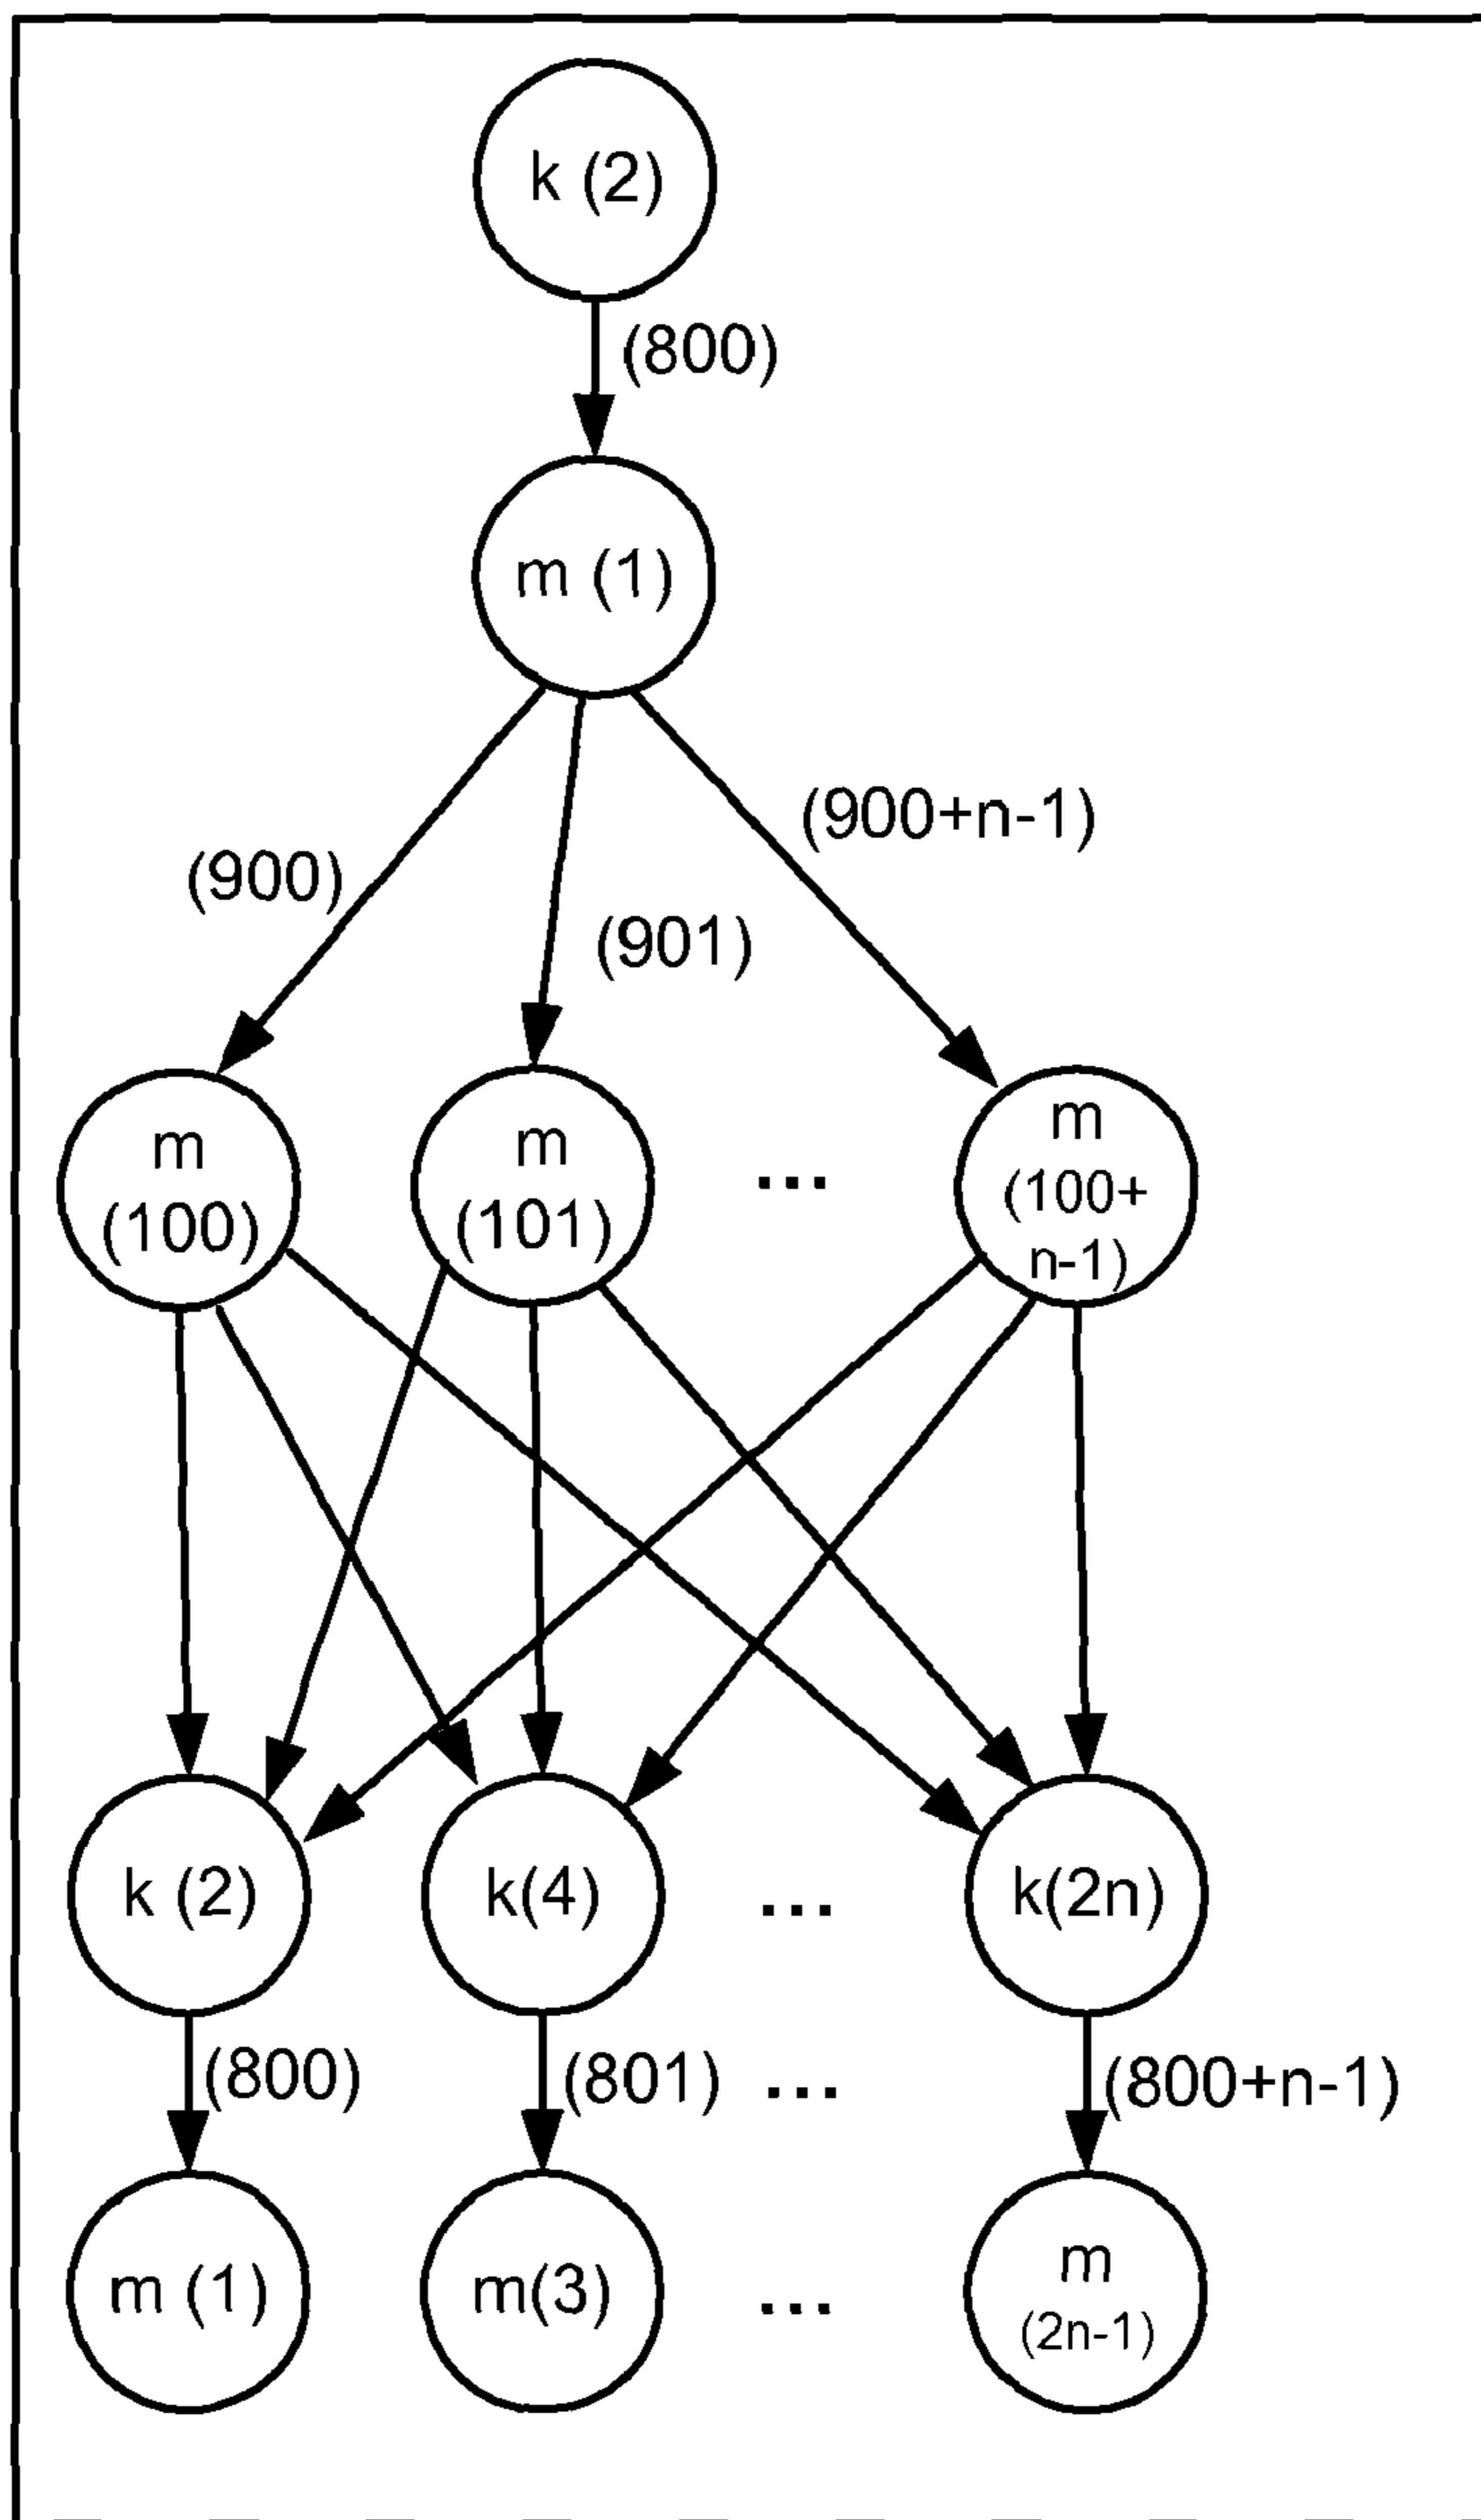 k (2)
(800)
m (1)
(900+n-1)
(900)
(901)
m
(100)
m
(101)
...
m
(100+
n-1)
k (2)
k(4)
...
k(2n)
(800)
(801)
...
(800+n-1)
m (1)
m(3)
...
m
(2n-1)